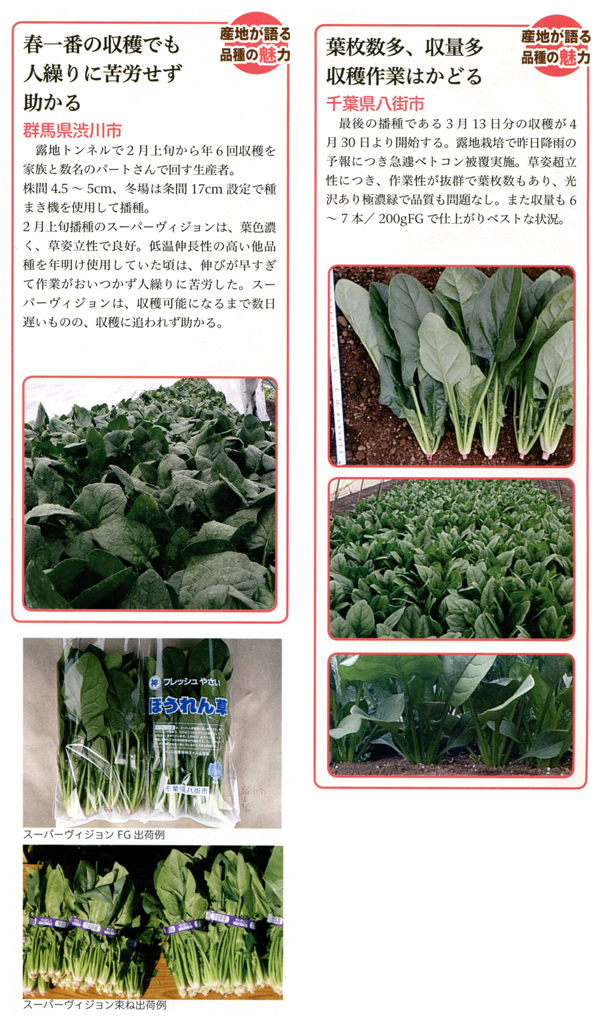 産地が語る
品種の魅力
春一番の収穫でも
人繰りに苦労せず
助かる
群馬県渋川市
露地トンネルで2月上旬から年6回収穫を
家族と数名のパートさんで回す生産者。
株間4.5～5cm、冬場は条間17cm設定で種
まき機を使用して播種。
2月上旬播種のスーパーヴィジョンは、葉色濃
く、草姿立性で良好。低温伸長性の高い他品
種を年明け使用していた頃は、伸びが早すぎ
て作業がおいつかず人繰りに苦労した。スー
パーヴィジョンは、収穫可能になるまで数日
遅いものの、収穫に追われず助かる。
フレッシュやさい
ほうれん草
千葉県八街市
スーパーヴィジョンFG出荷例
スーパーヴィジョン束ね出荷例
産地が語る
品種の魅力
葉枚数多、収量多
収穫作業はかどる
千葉県八街市
最後の播種である3月13日分の収穫が4
月30日より開始する。露地栽培で昨日降雨の
予報につき急遽ベトコン被覆実施。草姿超立
性につき、作業性が抜群で葉枚数もあり、光
沢あり極濃緑で品質も問題なし。また収量も6
～7本／200gFGで仕上がりベストな状況。